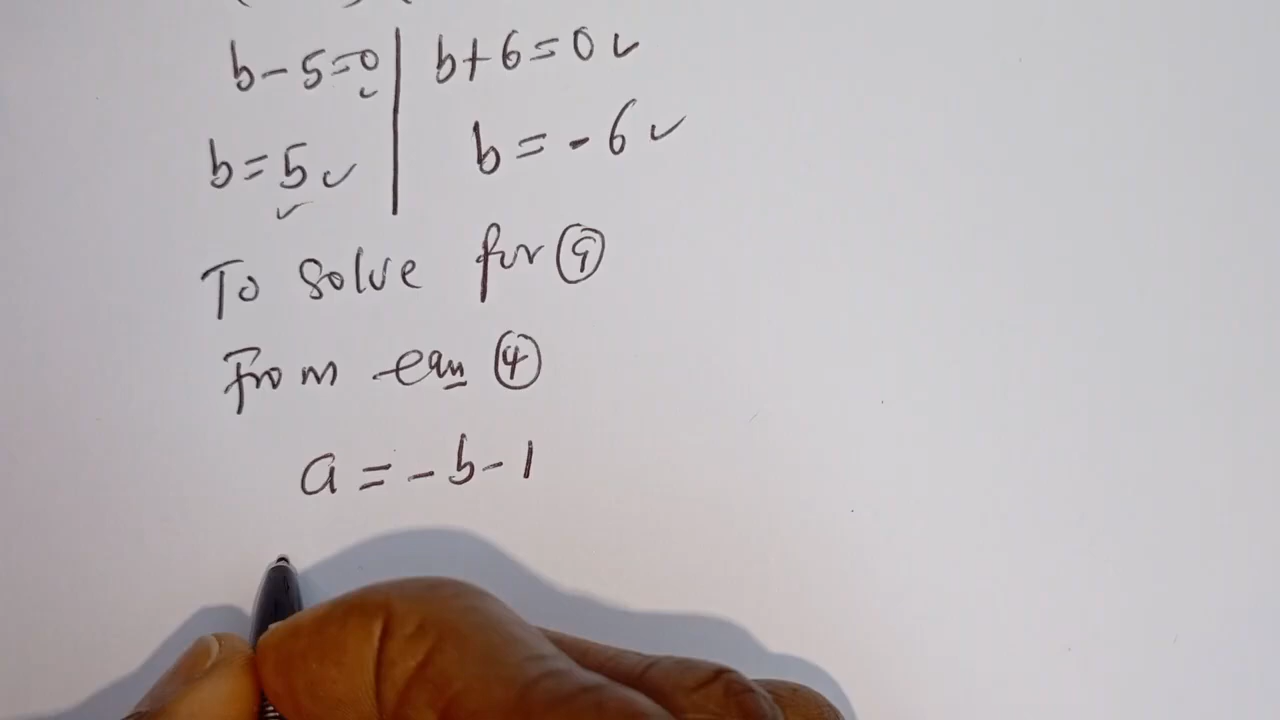 b-5=0 | b+6=0 ✓
b=5 ✓ | b=-6 ✓
To solve for ⓐ
From eqn ④
a=-b-1